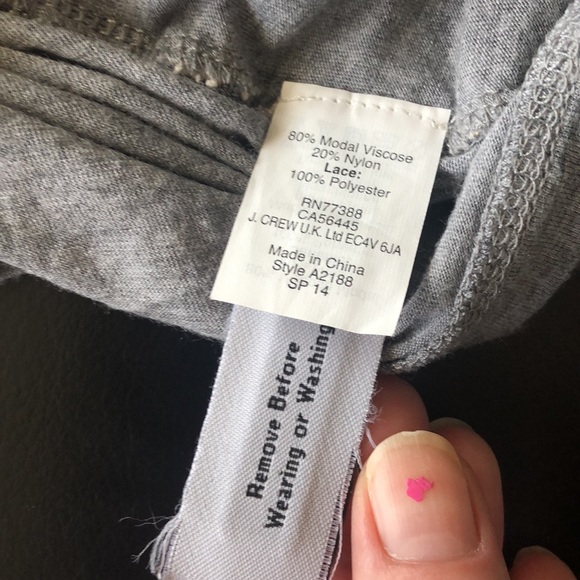 80% Modal Viscose
20% Nylon
Lace:
100% Polyester
RN77388
CA56445
J. CREW U.K. Ltd EC4V 6JA
Made in China
Style A2188
SP 14
Remove Before
Wearing or Washing